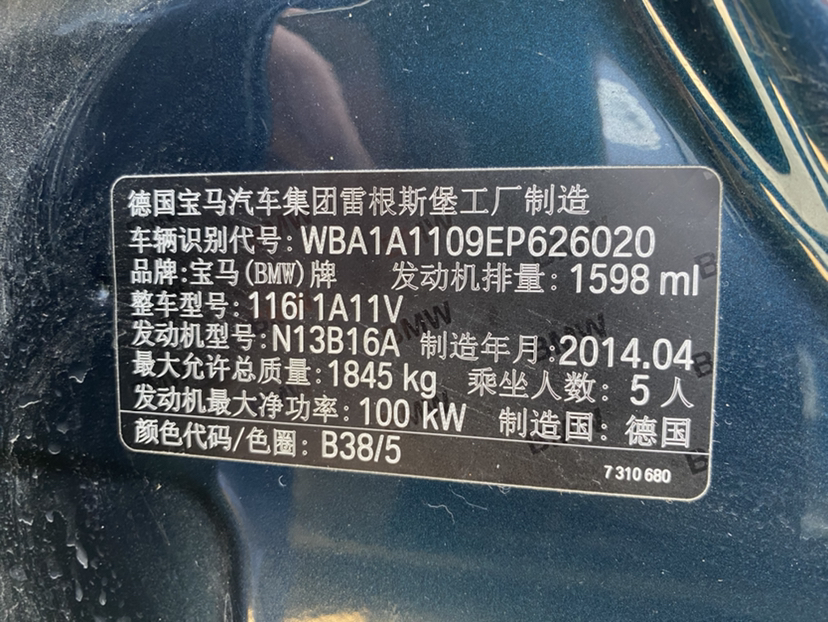 德国宝马汽车集团雷根斯堡工厂制造
车辆识别代号: WBA1A1109EP626020
品牌: 宝马(BMW)牌 发动机排量: 1598 ml
整车型号: 116i 1A11V
发动机型号: N13B16A 制造年月: 2014.04
最大允许总质量: 1845 kg 乘坐人数: 5 人
发动机最大净功率: 100 kW 制造国: 德国
颜色代码/色圈: B38/5
7 310 680
BMW
BMW
BMW